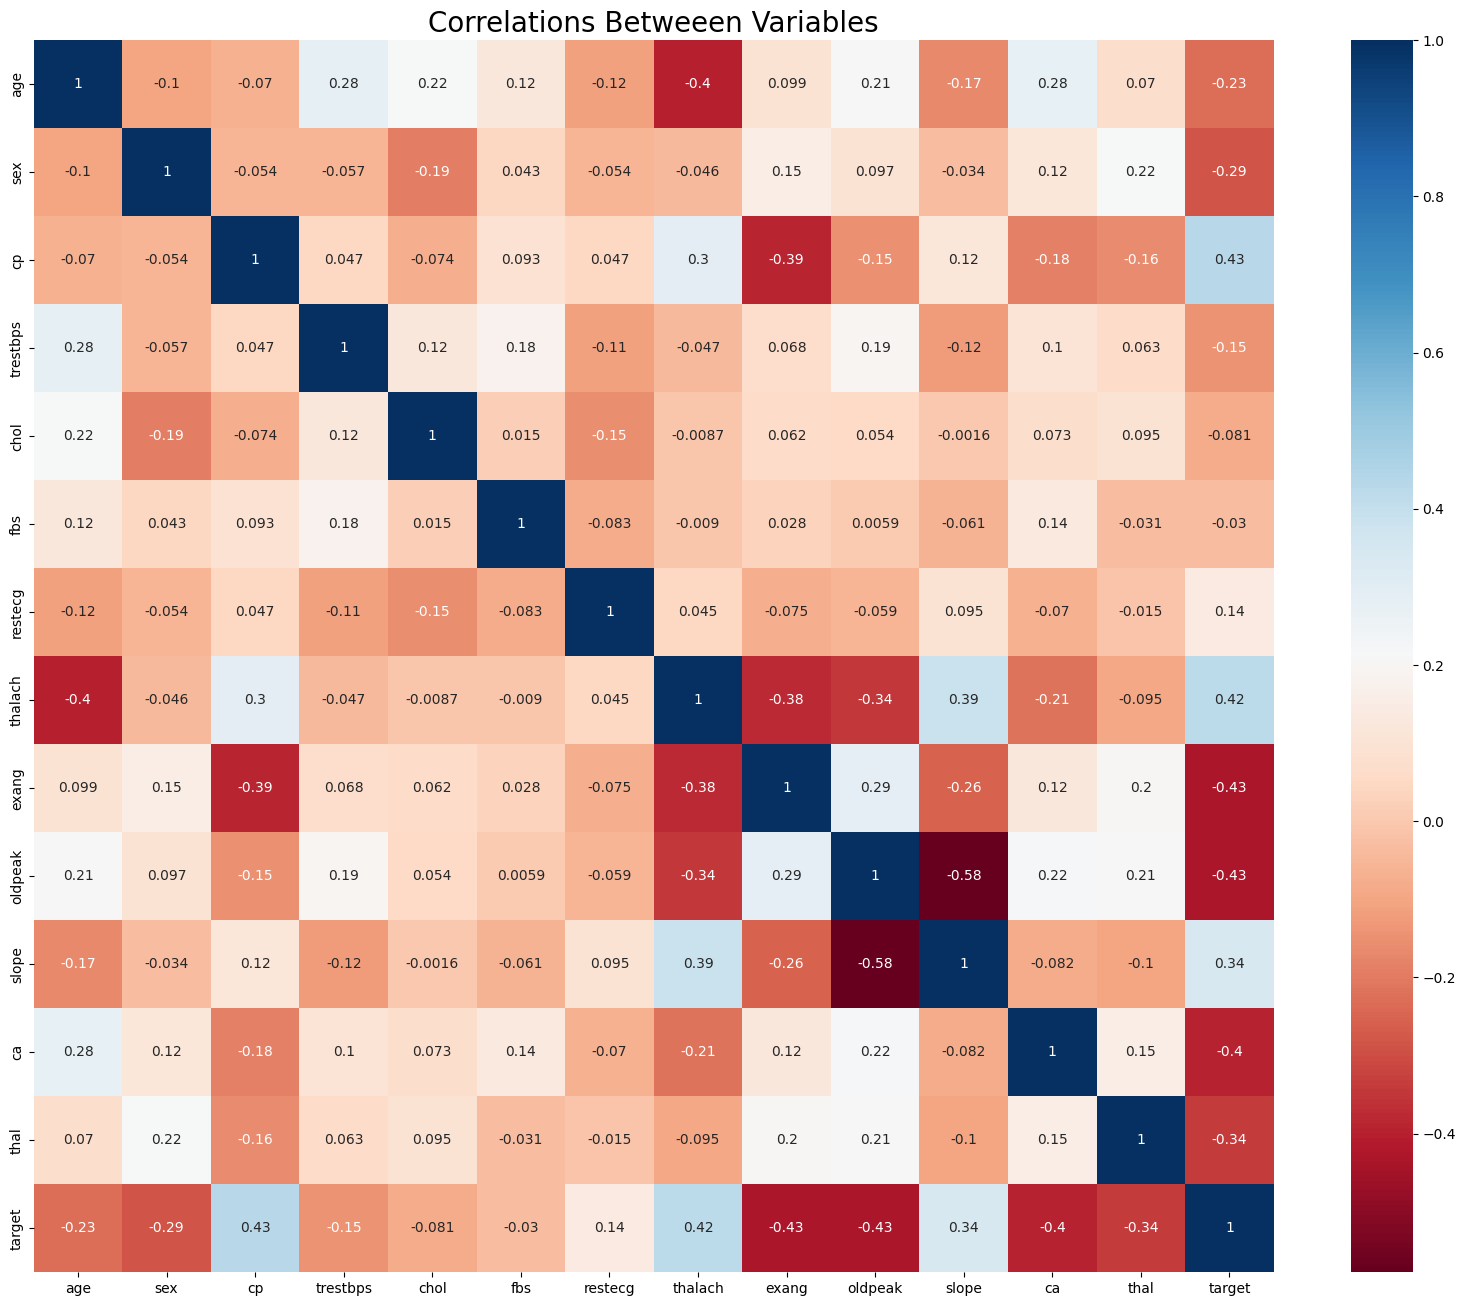 Correlations Betweeen Variables
age 1 -0.1 -0.07 0.28 0.22 0.12 -0.12 -0.4 0.099 0.21 -0.17 0.28 0.07 -0.23
sex -0.1 1 -0.054 -0.057 -0.19 0.043 -0.054 -0.046 0.15 0.097 -0.034 0.12 0.22 -0.29
cp -0.07 -0.054 1 0.047 -0.074 0.093 0.047 0.3 -0.39 -0.15 0.12 -0.18 -0.16 0.43
trestbps 0.28 -0.057 0.047 1 0.12 0.18 -0.11 -0.047 0.068 0.19 -0.12 0.1 0.063 -0.15
chol 0.22 -0.19 -0.074 0.12 1 0.015 -0.15 -0.0087 0.062 0.054 -0.0016 0.073 0.095 -0.081
fbs 0.12 0.043 0.093 0.18 0.015 1 -0.083 -0.009 0.028 0.0059 -0.061 0.14 -0.031 -0.03
restecg -0.12 -0.054 0.047 -0.11 -0.15 -0.083 1 0.045 -0.075 -0.059 0.095 -0.07 -0.015 0.14
thalach -0.4 -0.046 0.3 -0.047 -0.0087 -0.009 0.045 1 -0.38 -0.34 0.39 -0.21 -0.095 0.42
exang 0.099 0.15 -0.39 0.068 0.062 0.028 -0.075 -0.38 1 0.29 -0.26 0.12 0.2 -0.43
oldpeak 0.21 0.097 -0.15 0.19 0.054 0.0059 -0.059 -0.34 0.29 1 -0.58 0.22 0.21 -0.43
slope -0.17 -0.034 0.12 -0.12 -0.0016 -0.061 0.095 0.39 -0.26 -0.58 1 -0.082 -0.1 0.34
ca 0.28 0.12 -0.18 0.1 0.073 0.14 -0.07 -0.21 0.12 0.22 -0.082 1 0.15 -0.4
thal 0.07 0.22 -0.16 0.063 0.095 -0.031 -0.015 -0.095 0.2 0.21 -0.1 0.15 1 -0.34
target -0.23 -0.29 0.43 -0.15 -0.081 -0.03 0.14 0.42 -0.43 -0.43 0.34 -0.4 -0.34 1
age sex cp trestbps chol fbs restecg thalach exang oldpeak slope ca thal target
1.0
0.8
0.6
0.4
0.2
0.0
−0.2
−0.4